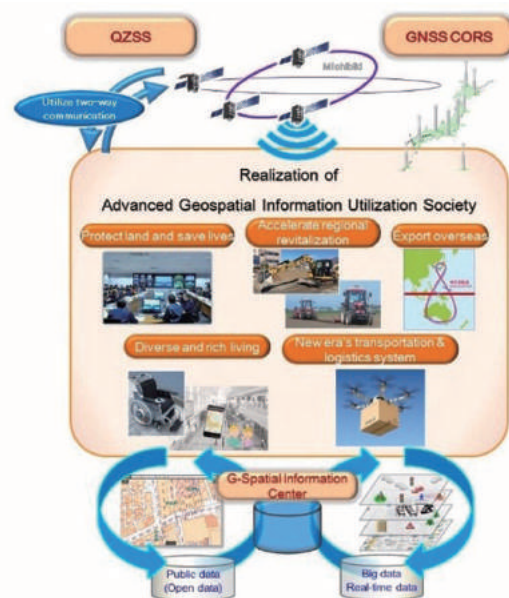 QZSS
GNSS CORS
Michibiki
Utilize two-way
communication
Realization of
Advanced Geospatial Information Utilization Society
Protect land and save lives
Accelerate regional
revitalization
Export overseas
Diverse and rich living
New era's transportation &
logistics system
G-Spatial Information
Center
Public data
(Open data)
Big data
Real-time data